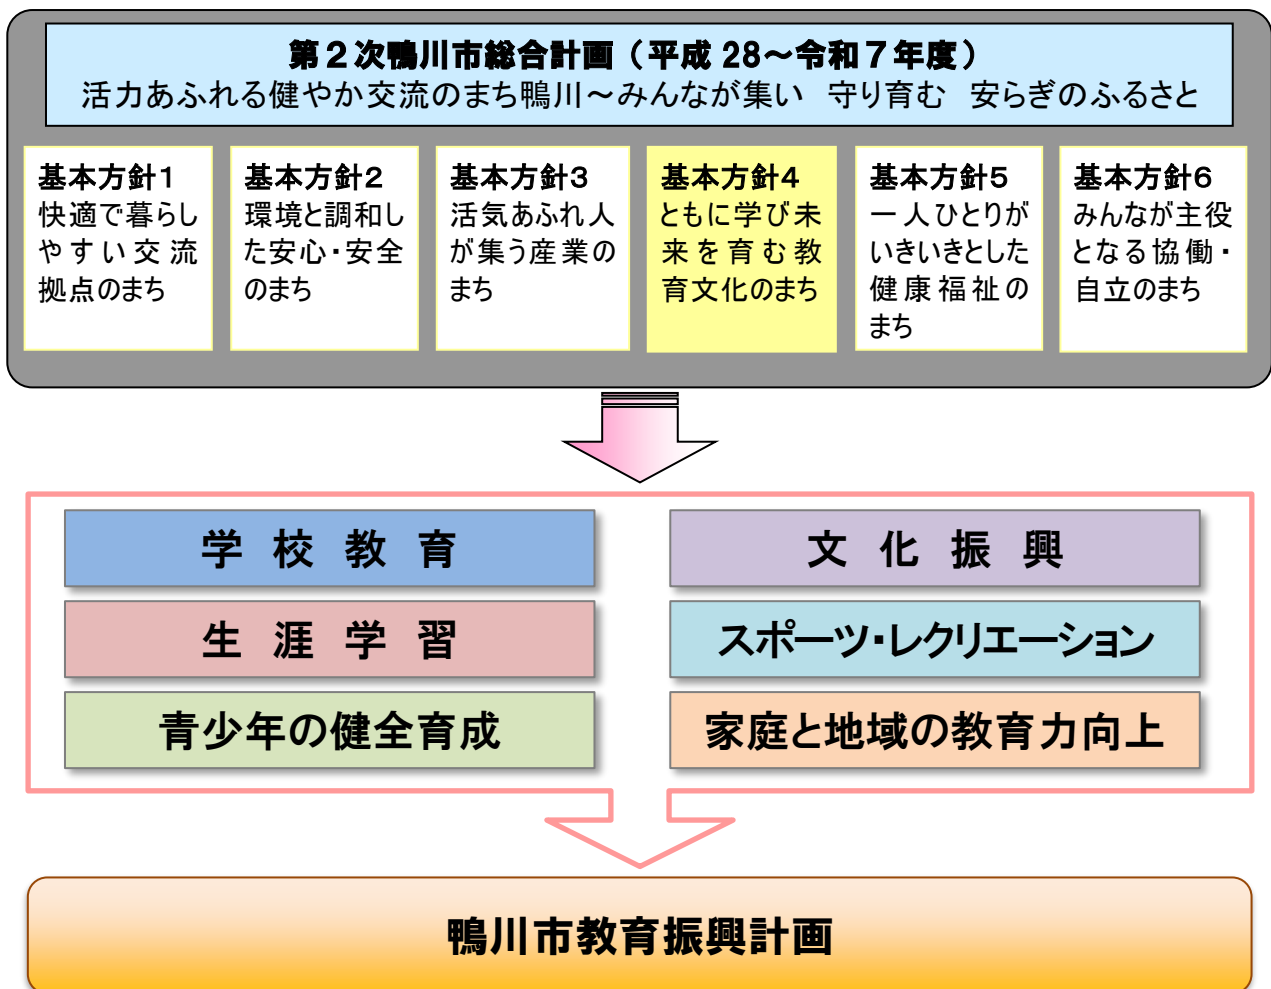 第２次鴨川市総合計画（平成 28～令和７年度）
活力あふれる健やか交流のまち鴨川～みんなが集い　守り育む　安らぎのふるさと
基本方針1
快適で暮らし
やすい交流
拠点のまち
基本方針2
環境と調和し
た安心・安全
のまち
基本方針3
活気あふれ人
が集う産業の
まち
基本方針4
ともに学び未
来を育む教
育文化のまち
基本方針5
一人ひとりが
いきいきとした
健康福祉の
まち
基本方針6
みんなが主役
となる協働・
自立のまち
学校教育
文化振興
生涯学習
スポーツ・レクリエーション
青少年の健全育成
家庭と地域の教育力向上
鴨川市教育振興計画